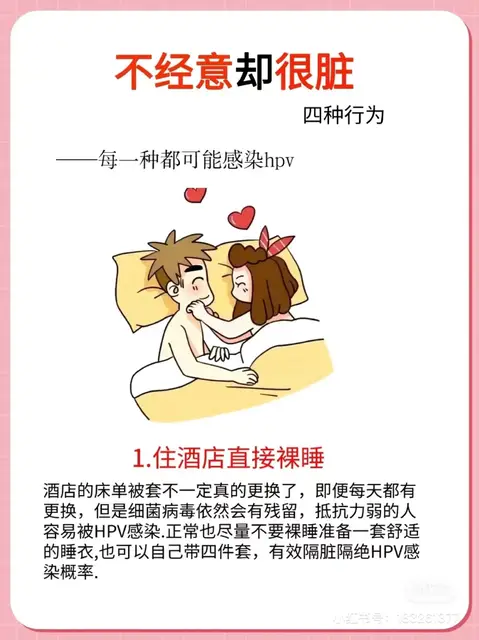 不经意却很脏
四种行为
——每一种都可能感染hpv
1.住酒店直接裸睡
酒店的床单被套不一定真的更换了，即便每天都有
更换，但是细菌病毒依然会有残留，抵抗力弱的人
容易被HPV感染.正常也尽量不要裸睡准备一套舒适
的睡衣,也可以自己带四件套，有效隔脏隔绝HPV感
染概率.
小红书号：